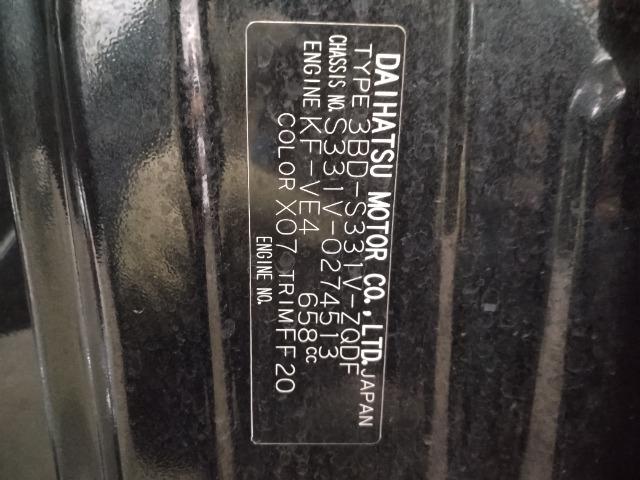 DAIHATSU MOTOR CO.,LTD. JAPAN
TYPE 3BD-S331V-ZQDF
CHASSIS NO. S331V-0274513
ENGINE KF-VE4 658cc
COLOR X07 TRIM FF20
ENGINE NO.